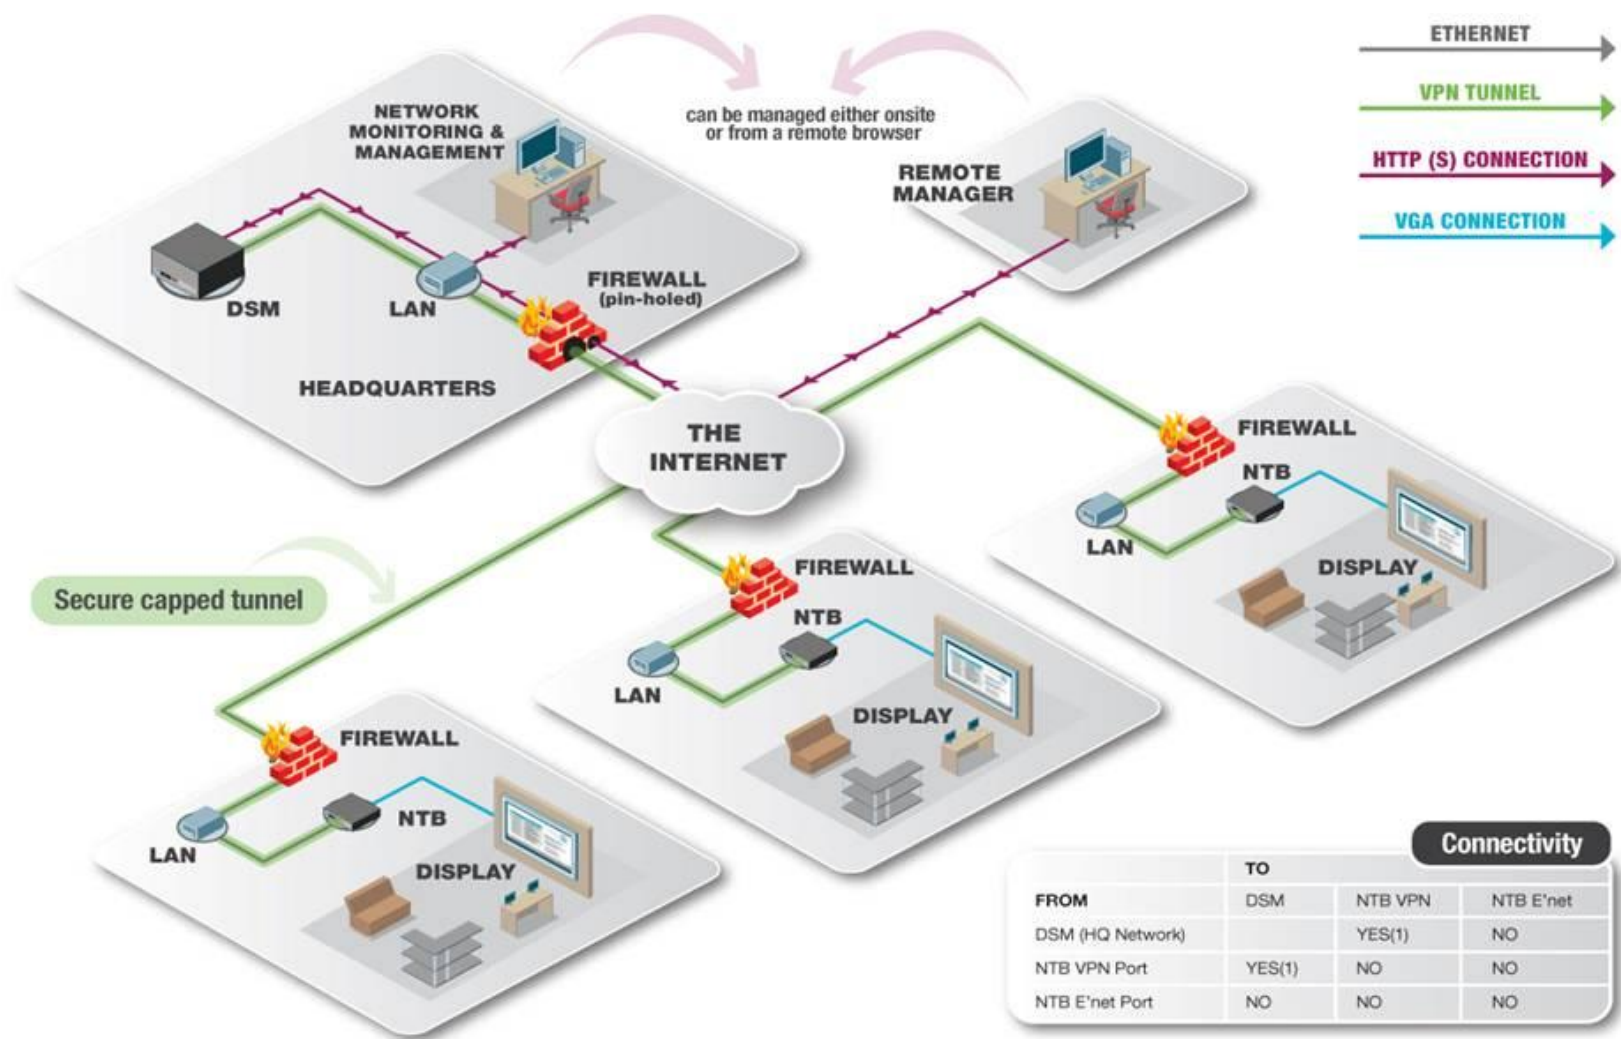 ETHERNET
VPN TUNNEL
HTTP (S) CONNECTION
VGA CONNECTION
NETWORK
MONITORING &
MANAGEMENT
can be managed either onsite
or from a remote browser
REMOTE
MANAGER
DSM
LAN
FIREWALL
(pin-holed)
HEADQUARTERS
THE
INTERNET
FIREWALL
NTB
LAN
DISPLAY
Secure capped tunnel
FIREWALL
NTB
LAN
DISPLAY
FIREWALL
NTB
LAN
DISPLAY
Connectivity
TO
FROM DSM NTB VPN NTB E'net
DSM (HQ Network) YES(1) NO
NTB VPN Port YES(1) NO NO
NTB E'net Port NO NO NO